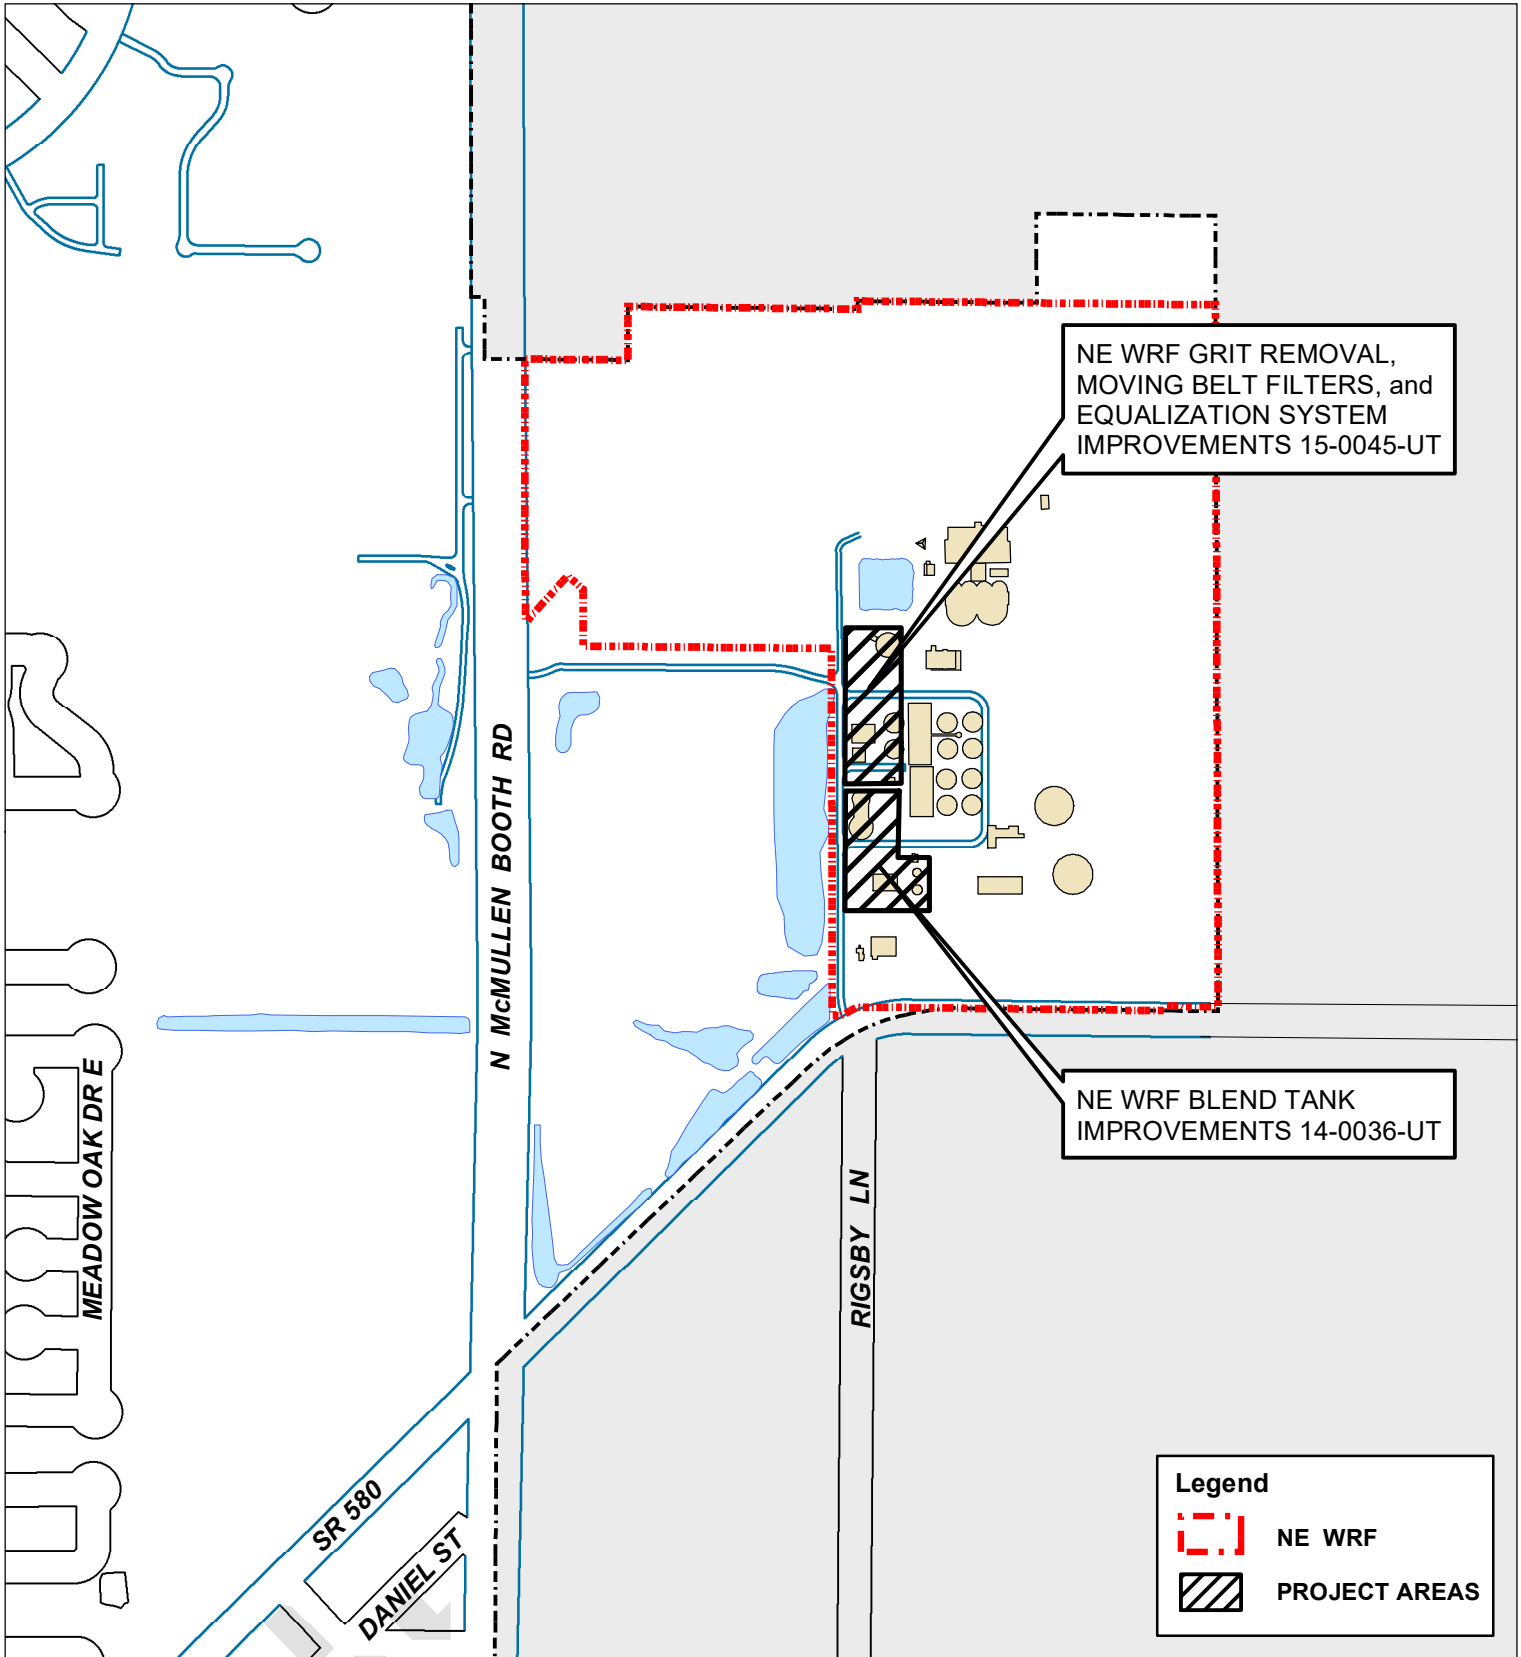 NE WRF GRIT REMOVAL,
MOVING BELT FILTERS, and
EQUALIZATION SYSTEM
IMPROVEMENTS 15-0045-UT
N McMULLEN BOOTH RD
MEADOW OAK DR E
NE WRF BLEND TANK
IMPROVEMENTS 14-0036-UT
RIGSBY LN
SR 580
DANIEL ST
Legend
NE WRF
PROJECT AREAS